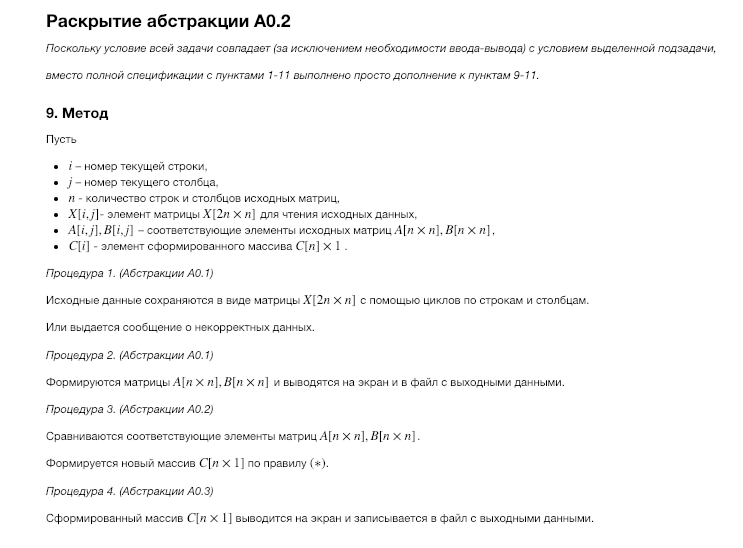 Раскрытие абстракции A0.2
Поскольку условие всей задачи совпадает (за исключением необходимости ввода-вывода) с условием выделенной подзадачи,
вместо полной спецификации с пунктами 1-11 выполнено просто дополнение к пунктам 9-11.
9. Метод
Пусть
• i – номер текущей строки,
• j – номер текущего столбца,
• n - количество строк и столбцов исходных матриц,
• X[i,j]- элемент матрицы X[2n × n] для чтения исходных данных,
• A[i,j], B[i,j] – соответствующие элементы исходных матриц A[n × n], B[n × n],
• C[i] - элемент сформированного массива C[n] × 1 .
Процедура 1. (Абстракции A0.1)
Исходные данные сохраняются в виде матрицы X[2n × n] с помощью циклов по строкам и столбцам.
Или выдается сообщение о некорректных данных.
Процедура 2. (Абстракции A0.1)
Формируются матрицы A[n × n], B[n × n] и выводятся на экран и в файл с выходными данными.
Процедура 3. (Абстракции A0.2)
Сравниваются соответствующие элементы матриц A[n × n], B[n × n].
Формируется новый массив C[n × 1] по правилу (∗).
Процедура 4. (Абстракции A0.3)
Сформированный массив C[n × 1] выводится на экран и записывается в файл с выходными данными.